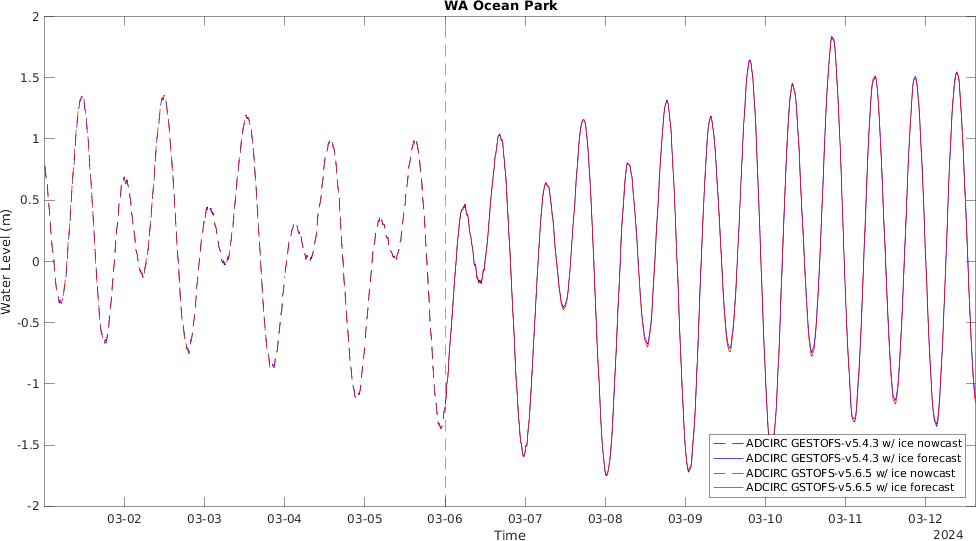 WA Ocean Park
2
1.5
1
0.5
0
-0.5
-1
-1.5
-2
Water Level (m)
03-02 03-03 03-04 03-05 03-06 03-07 03-08 03-09 03-10 03-11 03-12
Time
2024
ADCIRC GESTOFS-v5.4.3 w/ ice nowcast
ADCIRC GESTOFS-v5.4.3 w/ ice forecast
ADCIRC GSTOFS-v5.6.5 w/ ice nowcast
ADCIRC GSTOFS-v5.6.5 w/ ice forecast